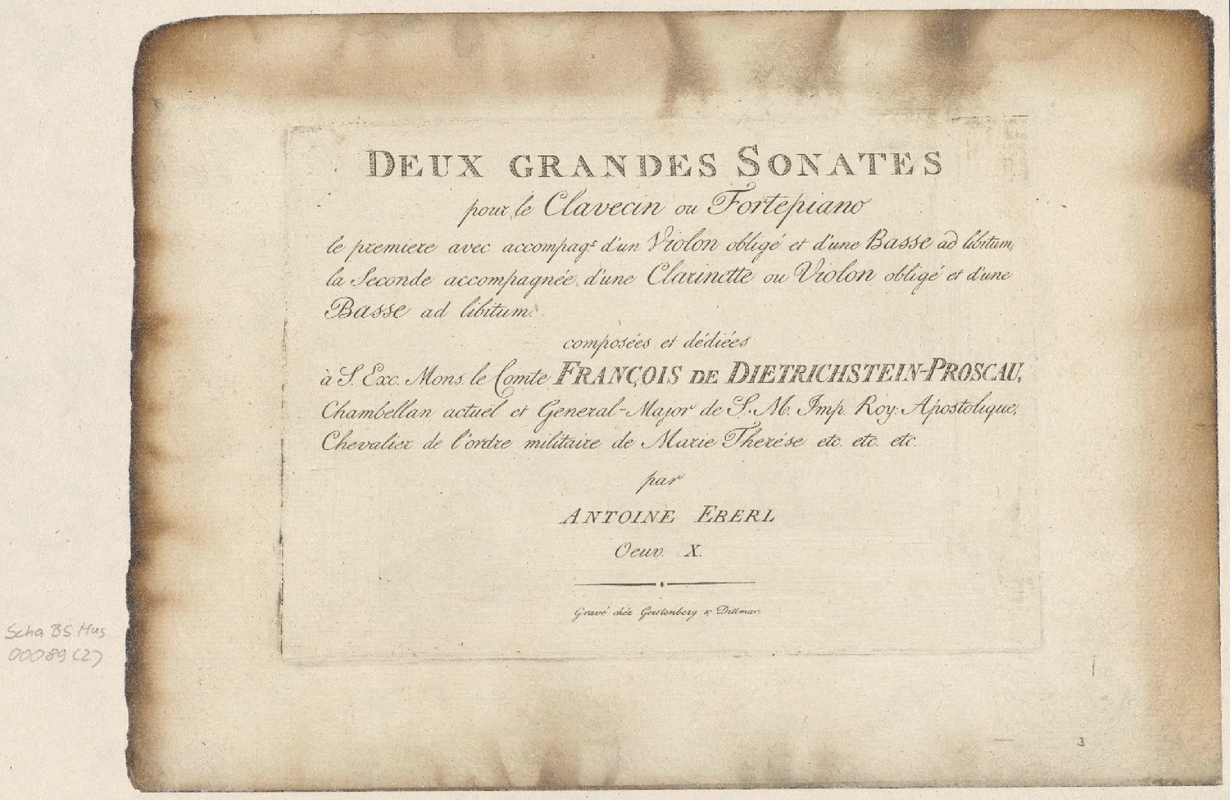 DEUX GRANDES SONATES
pour le Clavecin ou Fortepiano
le premiere avec accompagt d'un Violon obligé et d'une Basse ad libitum,
la Seconde accompagnée d'une Clarinette ou Violon obligé et d'une
Basse ad libitum.
composées et dédiées
à S. Exc. Mons. le Comte FRANÇOIS DE DIETRICHSTEIN-PROSCAU,
Chambellan actuel et General-Major de S. M. Imp. Roy. Apostolique,
Chevalier de l'ordre militaire de Marie Therése etc. etc. etc.
par
ANTOINE EBERL
Oeuv. X.
Gravé chéz Gerstenberg & Dittmar.
Scha BS Mus
00089 (2)
3